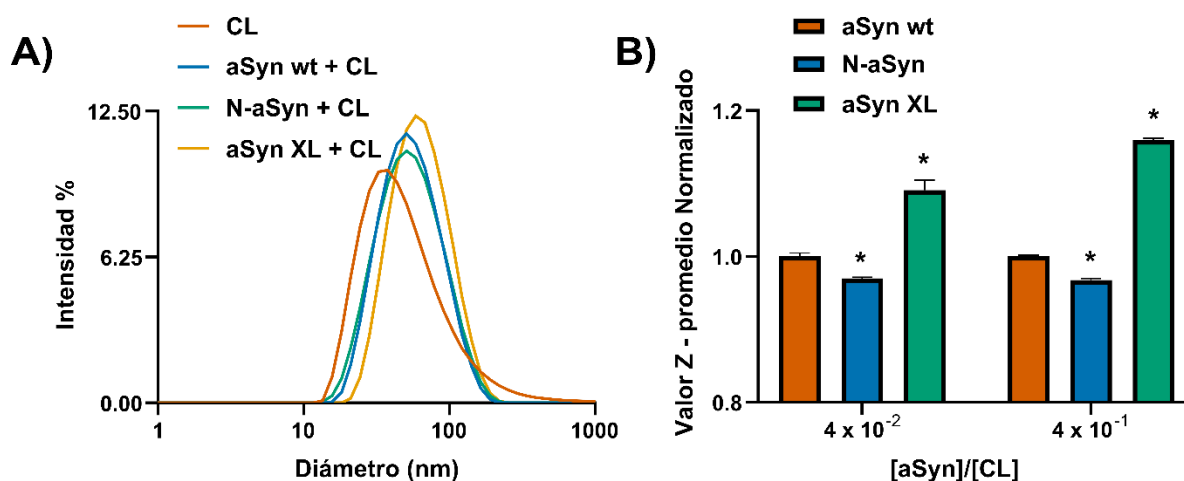 A)
CL
aSyn wt + CL
N-aSyn + CL
aSyn XL + CL
Intensidad %
12.50
6.25
0.00
1
10
100
1000
Diámetro (nm)
B)
aSyn wt
N-aSyn
aSyn XL
Valor Z - promedio Normalizado
1.2
1.0
0.8
*
*
*
*
4 x 10⁻²
4 x 10⁻¹
[aSyn]/[CL]